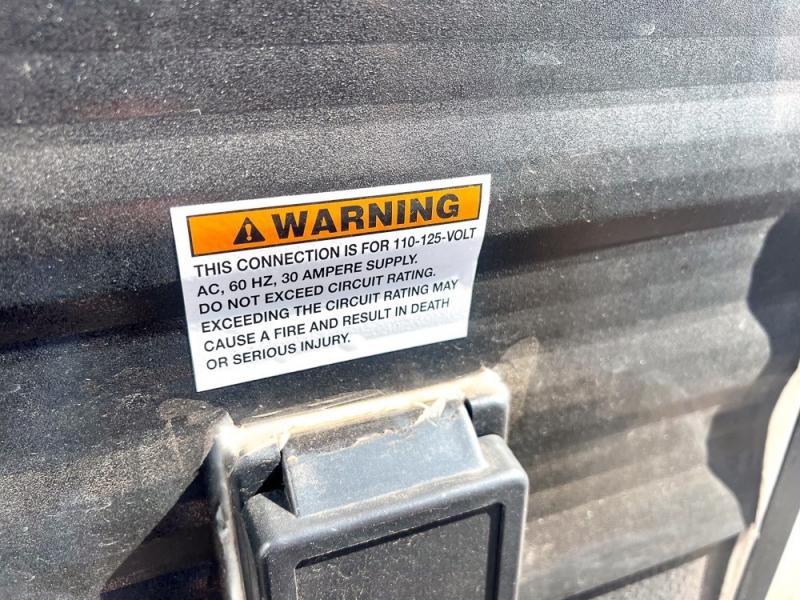 WARNING
THIS CONNECTION IS FOR 110-125-VOLT
AC, 60 HZ, 30 AMPERE SUPPLY.
DO NOT EXCEED CIRCUIT RATING.
EXCEEDING THE CIRCUIT RATING MAY
CAUSE A FIRE AND RESULT IN DEATH
OR SERIOUS INJURY.